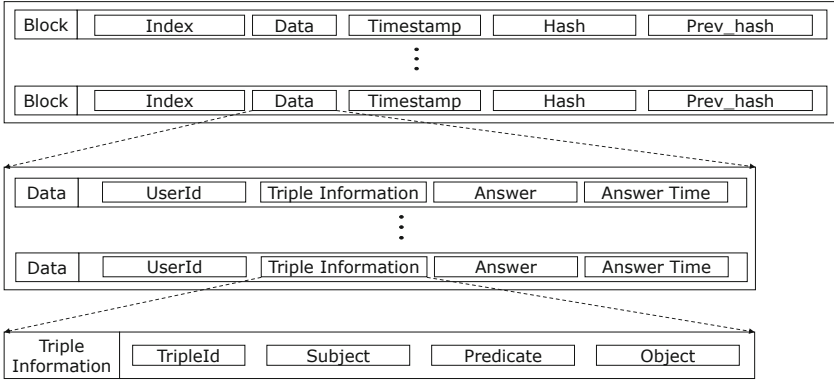 Block Index Data Timestamp Hash Prev_hash
Block Index Data Timestamp Hash Prev_hash
Data UserId Triple Information Answer Answer Time
Data UserId Triple Information Answer Answer Time
Triple
Information TripleId Subject Predicate Object